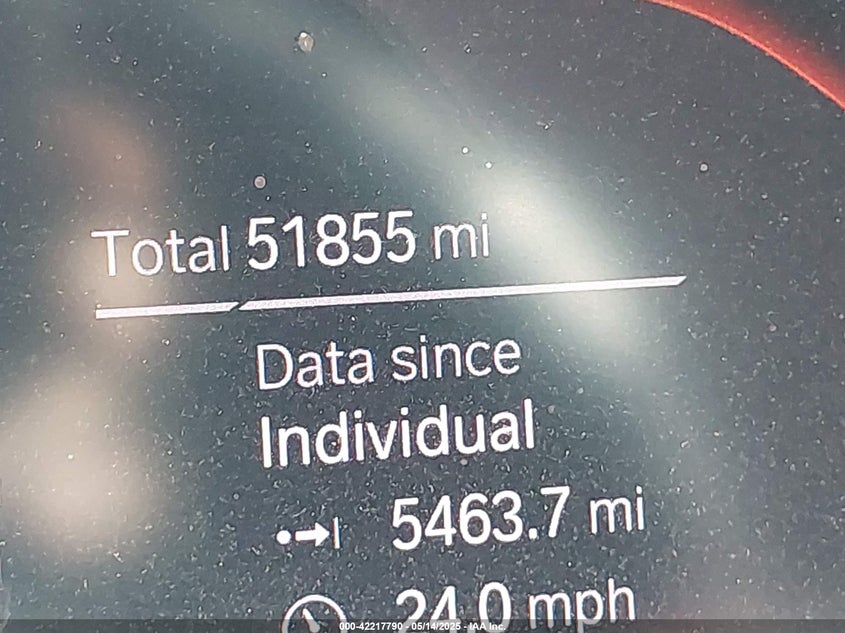 Total 51855 mi
Data since
Individual
5463.7 mi
24.0 mph
000-42217790 - 05/14/2025 - IAA Inc.